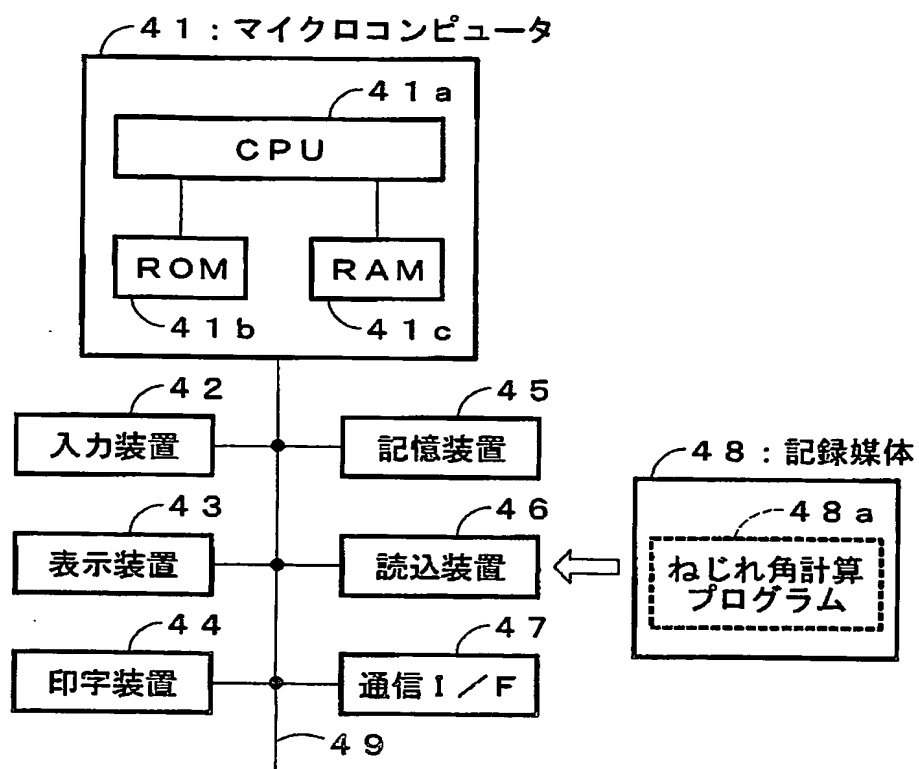 41:マイクロコンピュータ
41a
CPU
ROM
RAM
41b
41c
42
入力装置
45
記憶装置
43
表示装置
46
読込装置
44
印字装置
47
通信I/F
48:記録媒体
48a
ねじれ角計算
プログラム
49